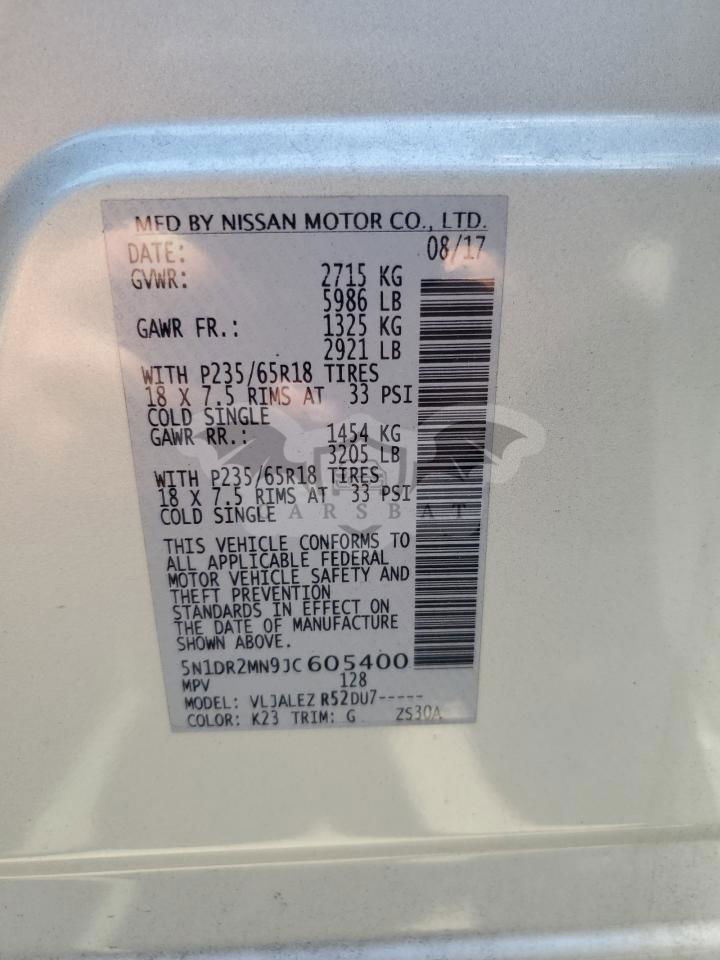 MFD BY NISSAN MOTOR CO., LTD.
DATE: 08/17
GVWR: 2715 KG
5986 LB
GAWR FR.: 1325 KG
2921 LB
WITH P235/65R18 TIRES
18 X 7.5 RIMS AT 33 PSI
COLD SINGLE
GAWR RR.: 1454 KG
3205 LB
WITH P235/65R18 TIRES
18 X 7.5 RIMS AT 33 PSI
COLD SINGLE
ARSBAT
THIS VEHICLE CONFORMS TO
ALL APPLICABLE FEDERAL
MOTOR VEHICLE SAFETY AND
THEFT PREVENTION
STANDARDS IN EFFECT ON
THE DATE OF MANUFACTURE
SHOWN ABOVE.
5N1DR2MN9JC605400
MPV 128
MODEL: VLJALEZ R52DU7-----
COLOR: K23 TRIM: G ZS30A